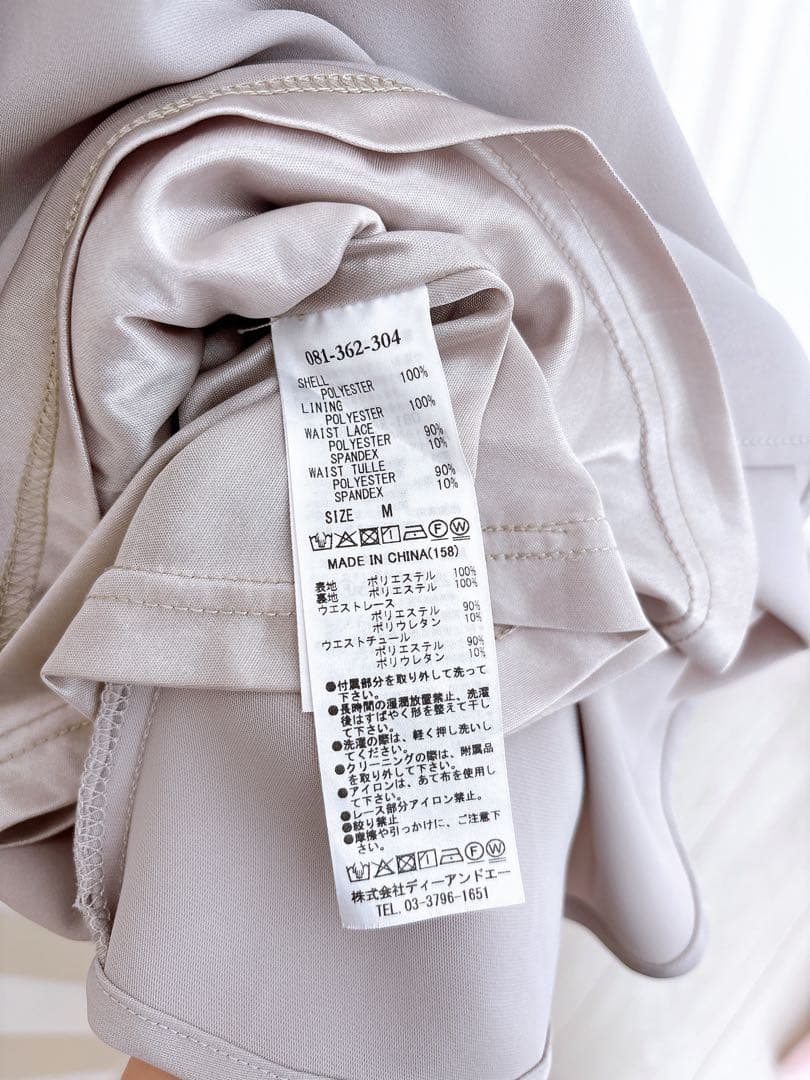 081-362-304
SHELL
POLYESTER 100%
LINING
POLYESTER 100%
WAIST LACE
POLYESTER 90%
SPANDEX 10%
WAIST TULLE
POLYESTER 90%
SPANDEX 10%
SIZE M
F W
MADE IN CHINA(158)
表地 ポリエステル 100%
裏地 ポリエステル 100%
ウエストレース
ポリエステル 90%
ポリウレタン 10%
ウエストチュール
ポリエステル 90%
ポリウレタン 10%
●付属部分を取り外して洗って
下さい。
●長時間の湿潤放置禁止、洗濯
後はすばやく形を整えて干し
て下さい。
●洗濯の際は、軽く押し洗いし
てください。
●クリーニングの際は、附属品
を取り外して下さい。
●アイロンは、あて布を使用し
て下さい。
●レース部分アイロン禁止。
●絞り禁止
●摩擦や引っかけに、ご注意下
さい。
F W
株式会社ディーアンドエー
TEL. 03-3796-1651